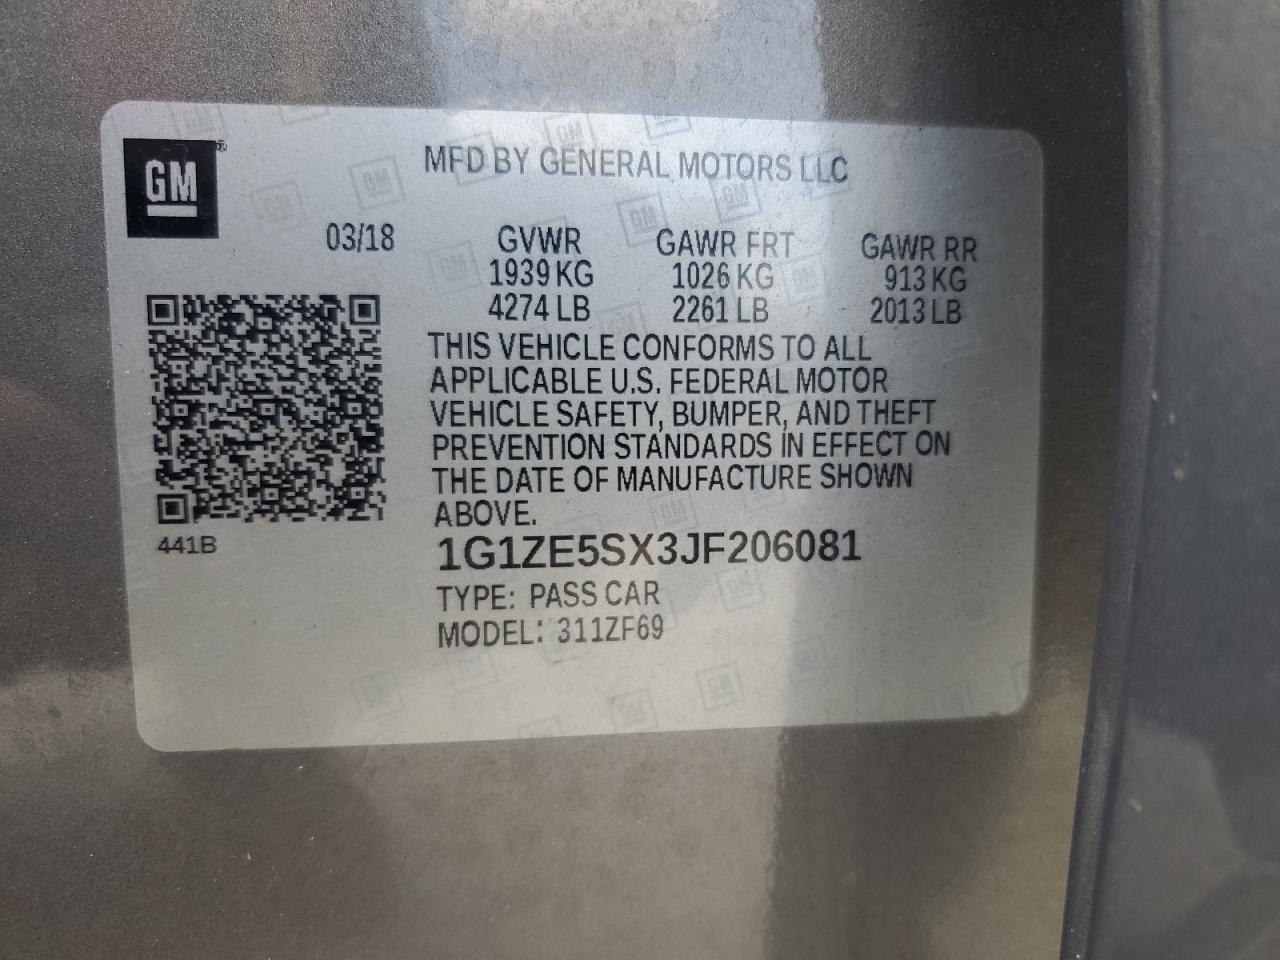 GM
MFD BY GENERAL MOTORS LLC
03/18 GVWR GAWR FRT GAWR RR
1939 KG 1026 KG 913 KG
4274 LB 2261 LB 2013 LB
THIS VEHICLE CONFORMS TO ALL
APPLICABLE U.S. FEDERAL MOTOR
VEHICLE SAFETY, BUMPER, AND THEFT
PREVENTION STANDARDS IN EFFECT ON
THE DATE OF MANUFACTURE SHOWN
ABOVE.
441B
1G1ZE5SX3JF206081
TYPE: PASS CAR
MODEL: 311ZF69